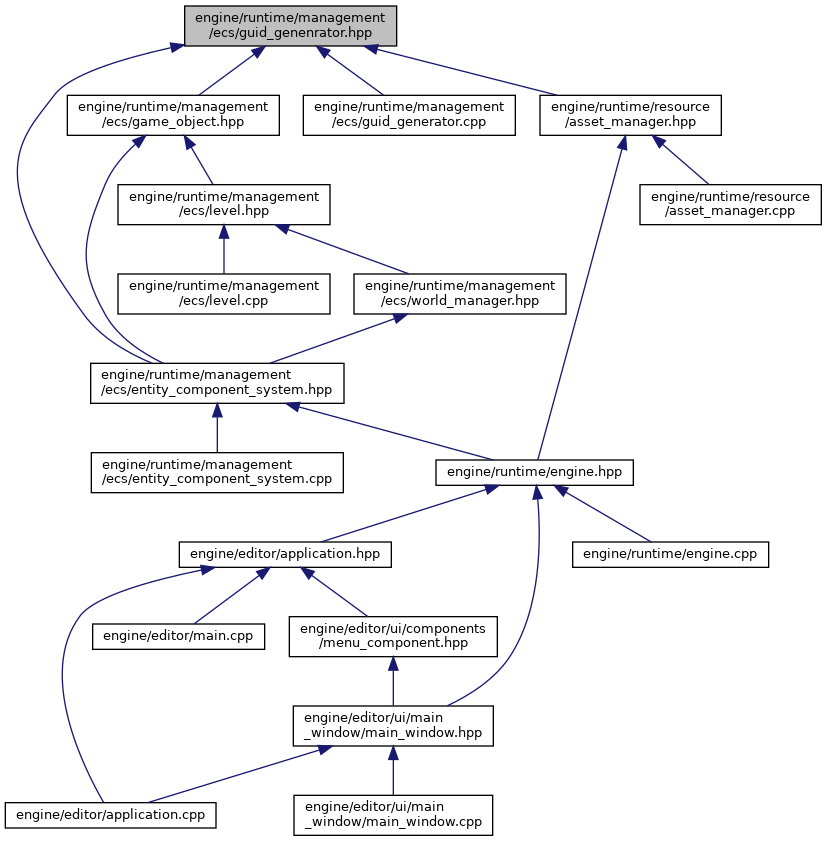 engine/runtime/management
/ecs/guid_genenrator.hpp
engine/runtime/management
/ecs/game_object.hpp
engine/runtime/management
/ecs/guid_generator.cpp
engine/runtime/resource
/asset_manager.hpp
engine/runtime/management
/ecs/level.hpp
engine/runtime/resource
/asset_manager.cpp
engine/runtime/management
/ecs/level.cpp
engine/runtime/management
/ecs/world_manager.hpp
engine/runtime/management
/ecs/entity_component_system.hpp
engine/runtime/management
/ecs/entity_component_system.cpp
engine/runtime/engine.hpp
engine/editor/application.hpp
engine/runtime/engine.cpp
engine/editor/main.cpp
engine/editor/ui/components
/menu_component.hpp
engine/editor/ui/main
_window/main_window.hpp
engine/editor/application.cpp
engine/editor/ui/main
_window/main_window.cpp